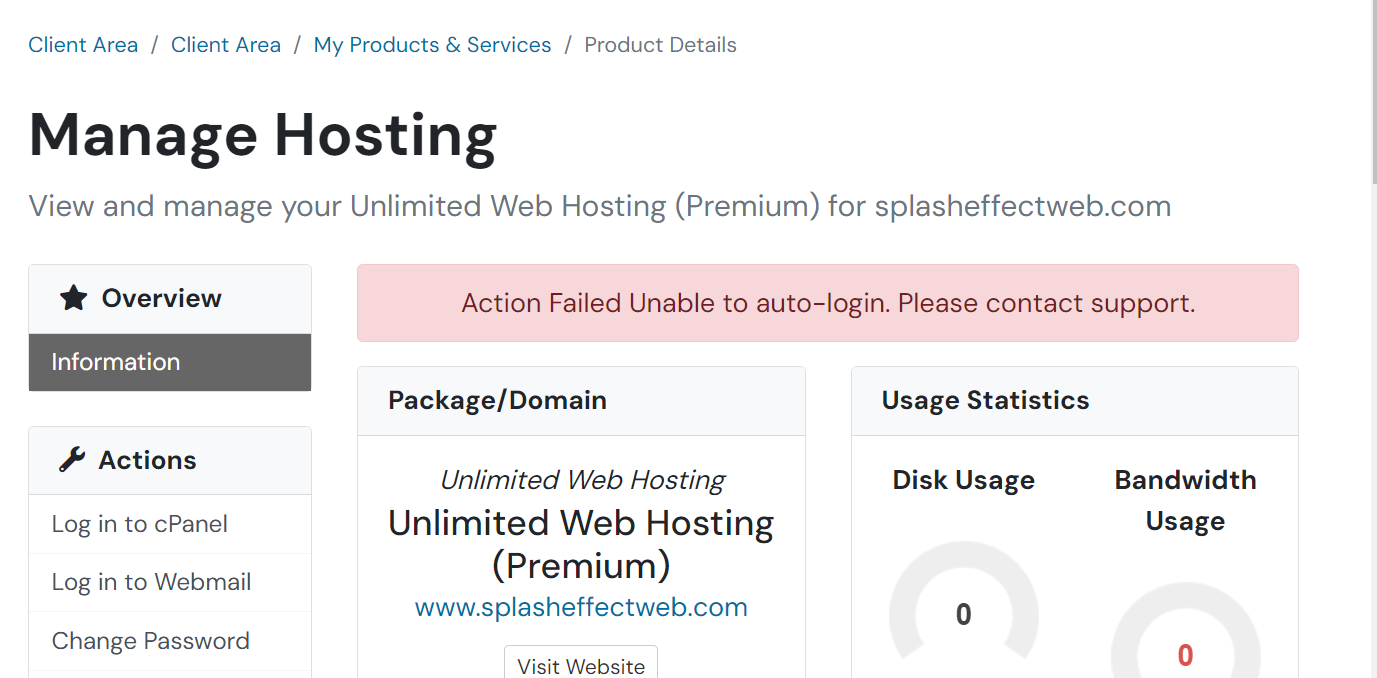 Client Area / Client Area / My Products & Services / Product Details
Manage Hosting
View and manage your Unlimited Web Hosting (Premium) for splasheffectweb.com
Overview
Information
Actions
Log in to cPanel
Log in to Webmail
Change Password
Action Failed Unable to auto-login. Please contact support.
Package/Domain
Unlimited Web Hosting
Unlimited Web Hosting
(Premium)
www.splasheffectweb.com
Visit Website
Usage Statistics
Disk Usage
0
Bandwidth
Usage
0